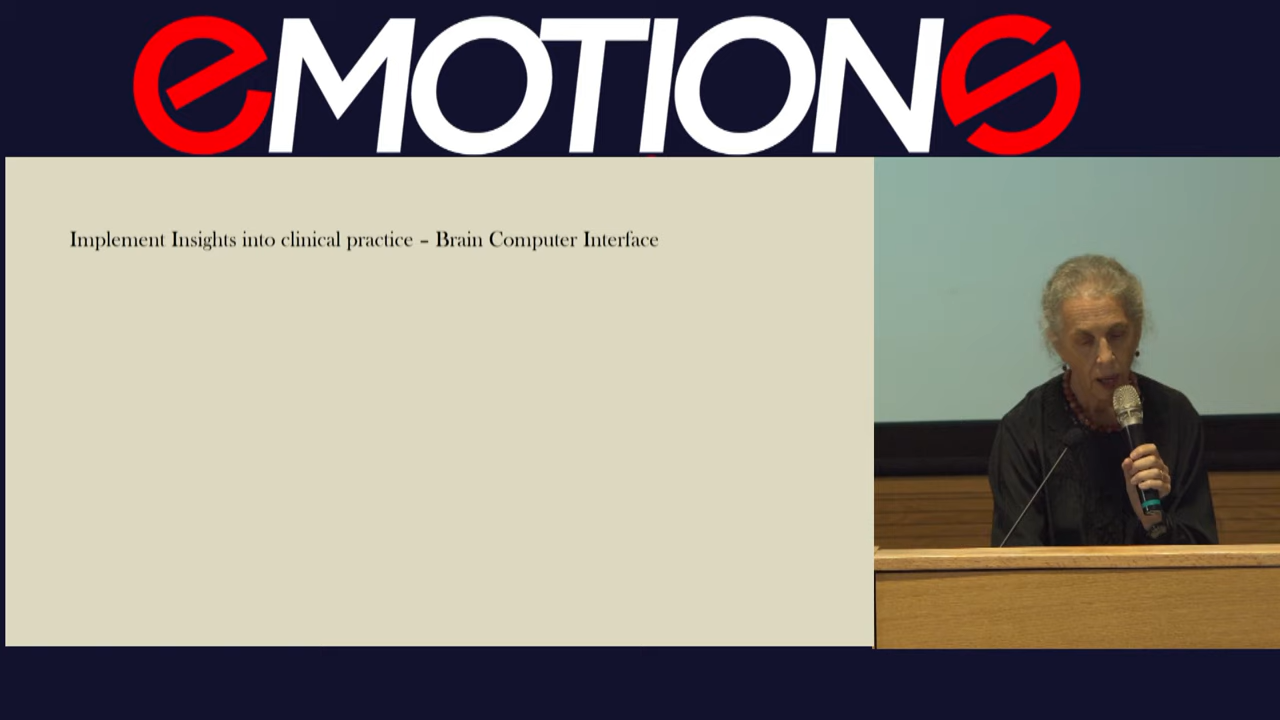 eMOTIONS
Implement Insights into clinical practice – Brain Computer Interface